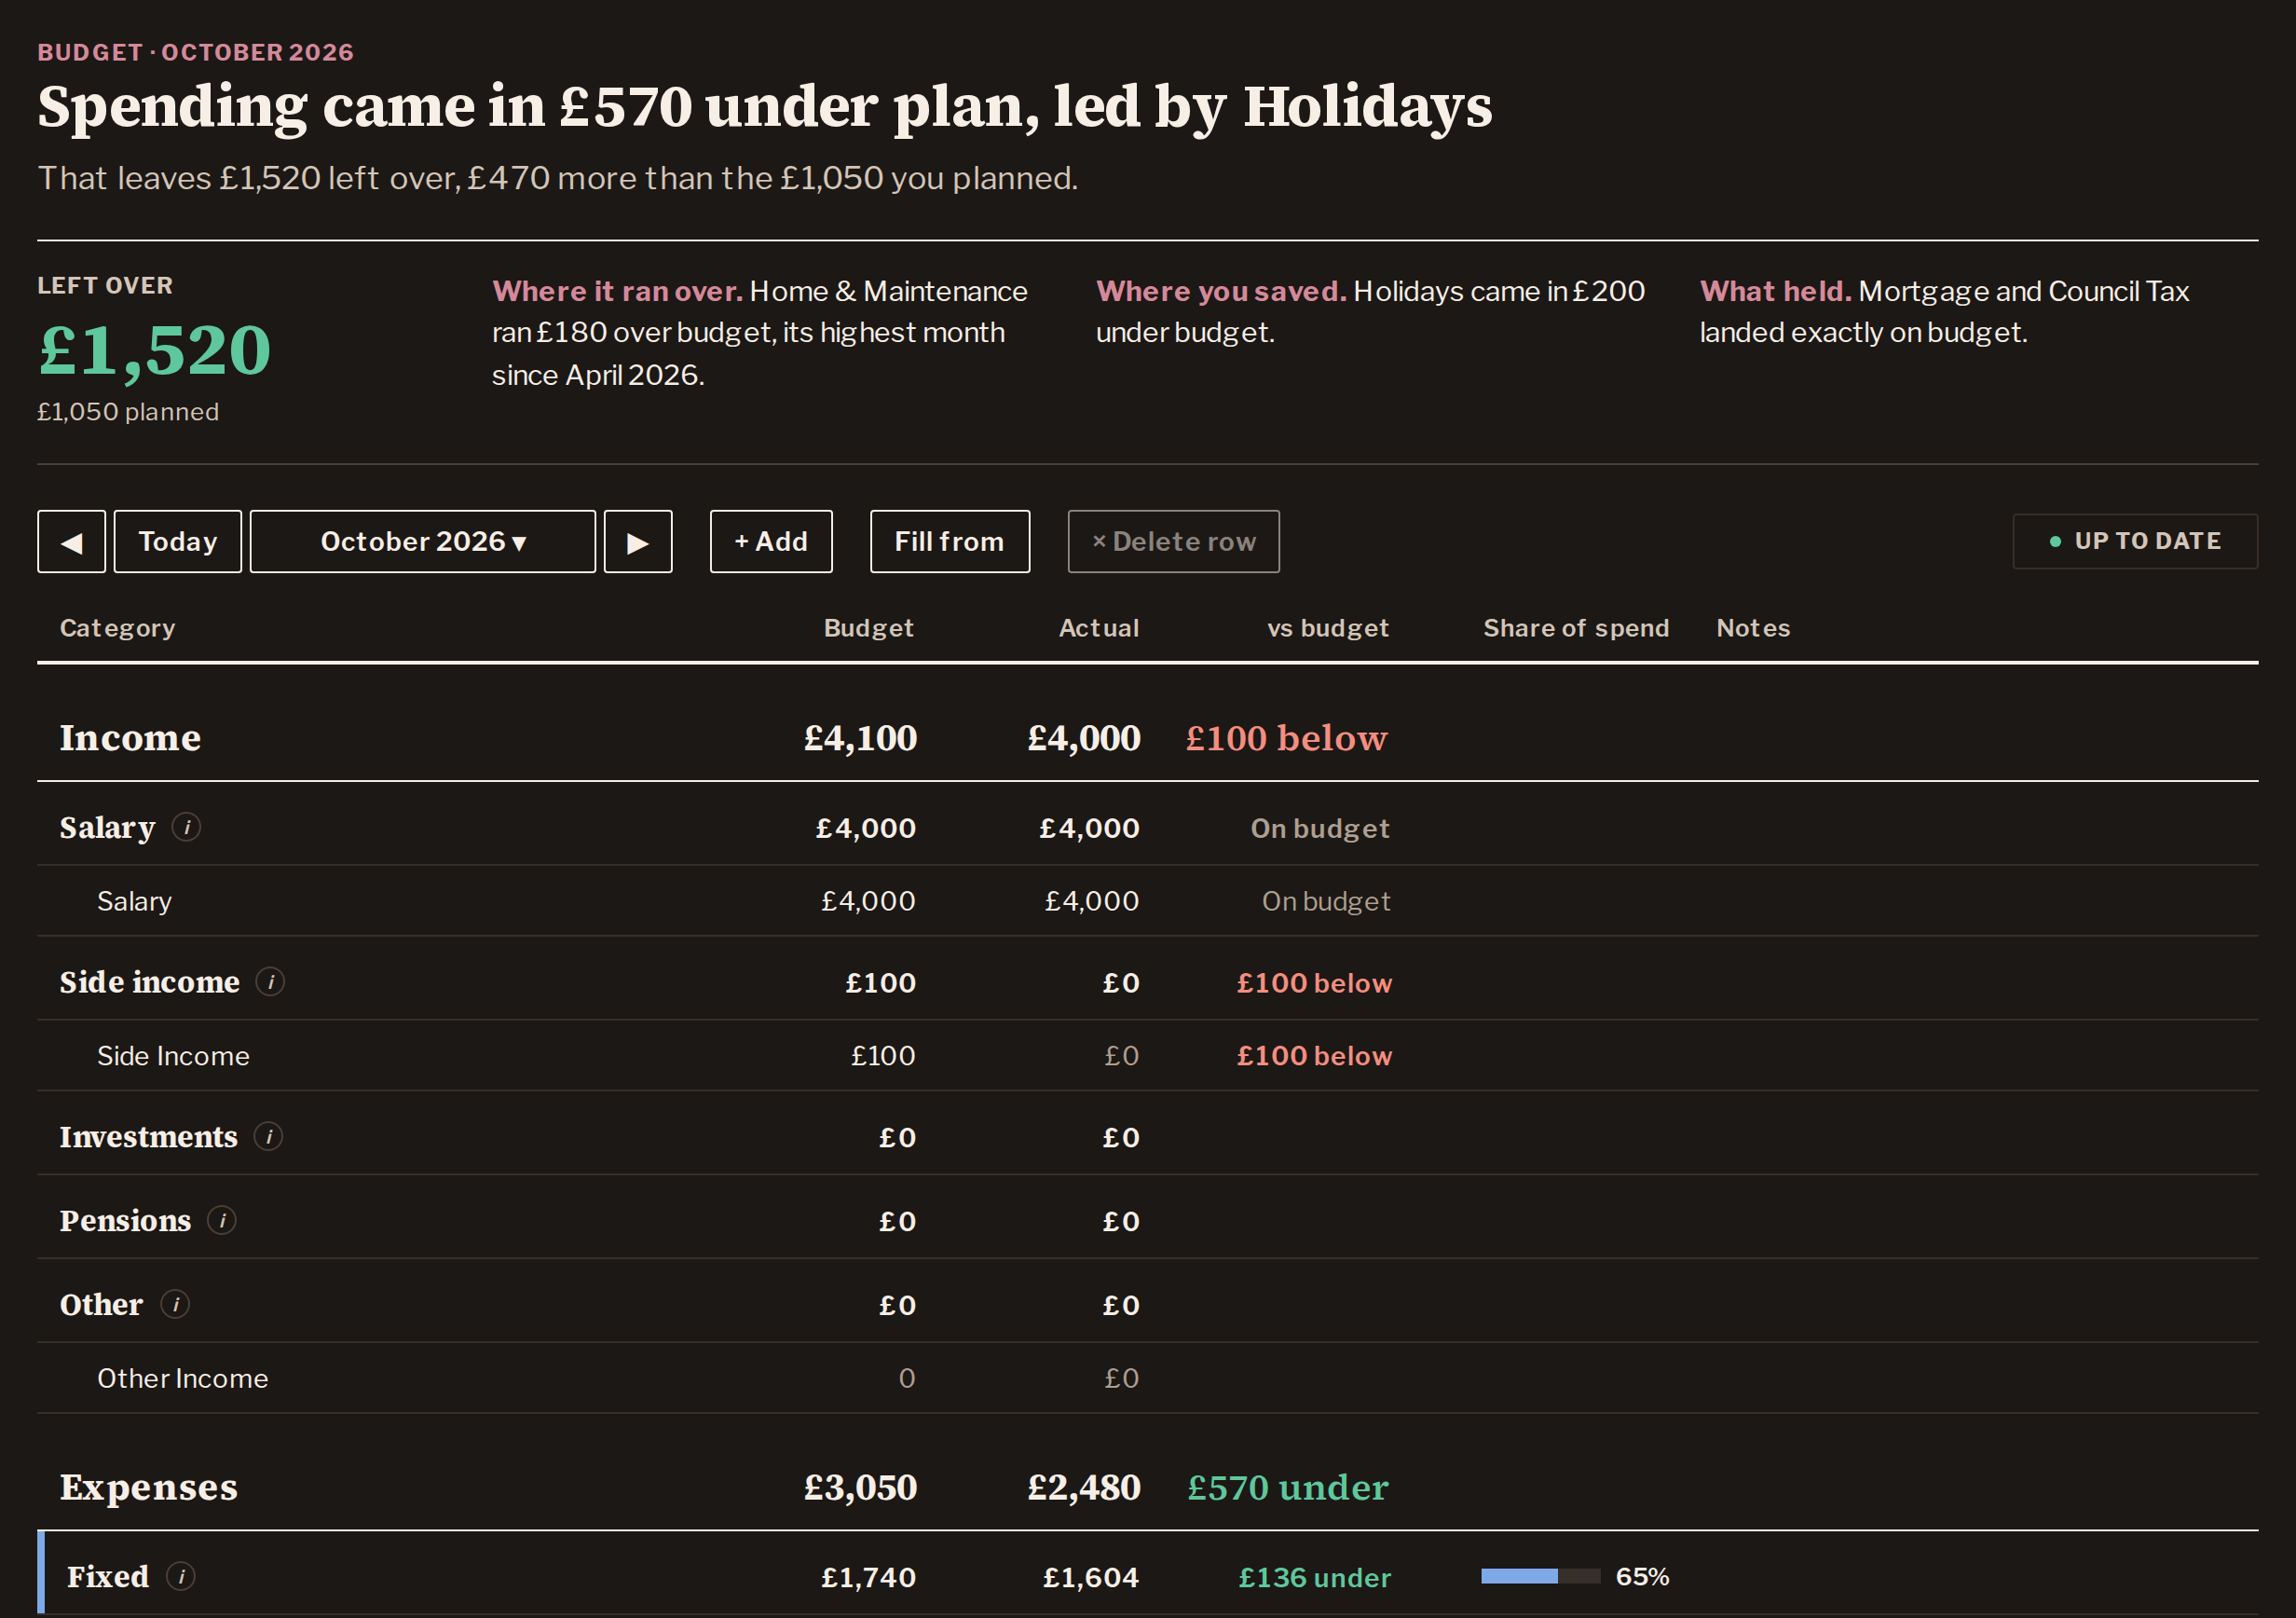 BUDGET · OCTOBER 2026
Spending came in £570 under plan, led by Holidays
That leaves £1,520 left over, £470 more than the £1,050 you planned.
LEFT OVER
£1,520
£1,050 planned
Where it ran over. Home & Maintenance
ran £180 over budget, its highest month
since April 2026.
Where you saved. Holidays came in £200
under budget.
What held. Mortgage and Council Tax
landed exactly on budget.
◀ Today October 2026 ▾ ▶ + Add Fill from × Delete row • UP TO DATE
Category Budget Actual vs budget Share of spend Notes
Income £4,100 £4,000 £100 below
Salary i £4,000 £4,000 On budget
Salary £4,000 £4,000 On budget
Side income i £100 £0 £100 below
Side Income £100 £0 £100 below
Investments i £0 £0
Pensions i £0 £0
Other i £0 £0
Other Income 0 £0
Expenses £3,050 £2,480 £570 under
Fixed i £1,740 £1,604 £136 under 65%